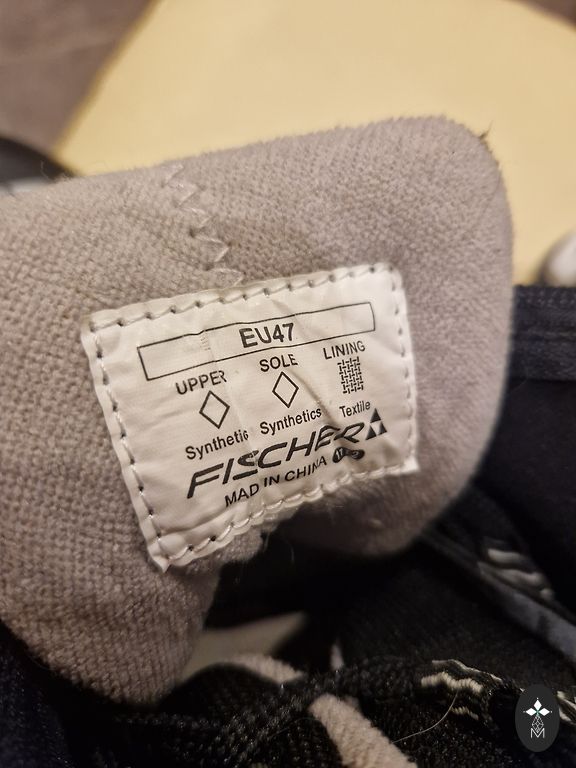 EU47
UPPER SOLE LINING
Synthetic Synthetics Textile
FISCHER
MADE IN CHINA
M